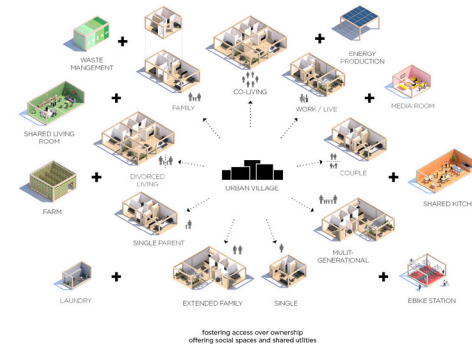 WASTE
MANGEMENT
ENERGY
PRODUCTION
FAMILY
CO-LIVING
WORK / LIVE
MEDIA ROOM
SHARED LIVING
ROOM
DIVORCED
LIVING
COUPLE
URBAN VILLAGE
FARM
SHARED KITCH
SINGLE PARENT
MULIT-
GENERATIONAL
LAUNDRY
EXTENDED FAMILY
SINGLE
EBIKE STATION
fostering access over ownership
offering social spaces and shared utlities